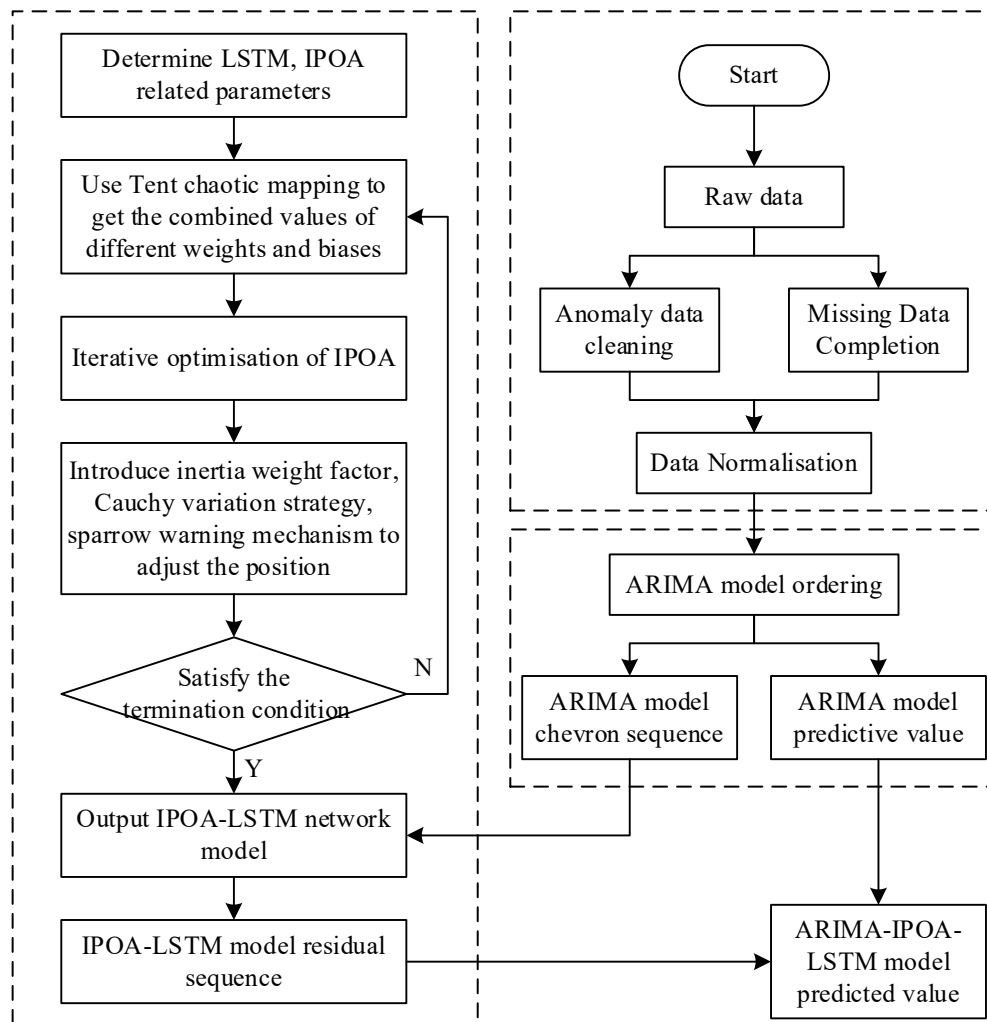 Determine LSTM, IPOA
related parameters
Use Tent chaotic mapping to
get the combined values of
different weights and biases
Iterative optimisation of IPOA
Introduce inertia weight factor,
Cauchy variation strategy,
sparrow warning mechanism to
adjust the position
Satisfy the
termination condition
N
Y
Output IPOA-LSTM network
model
IPOA-LSTM model residual
sequence
Start
Raw data
Anomaly data
cleaning
Missing Data
Completion
Data Normalisation
ARIMA model ordering
ARIMA model
chevron sequence
ARIMA model
predictive value
ARIMA-IPOA-
LSTM model
predicted value